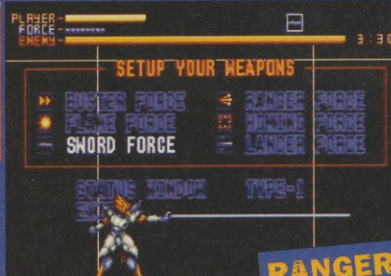 PLAYER-
FORCE-
ENEMY-
3:30
SETUP YOUR WEAPONS
BUSTER FORCE RANGER FORCE
FLAME FORCE HOMING FORCE
SWORD FORCE LANCER FORCE
STATUS WINDOW TYPE-1
RANGER